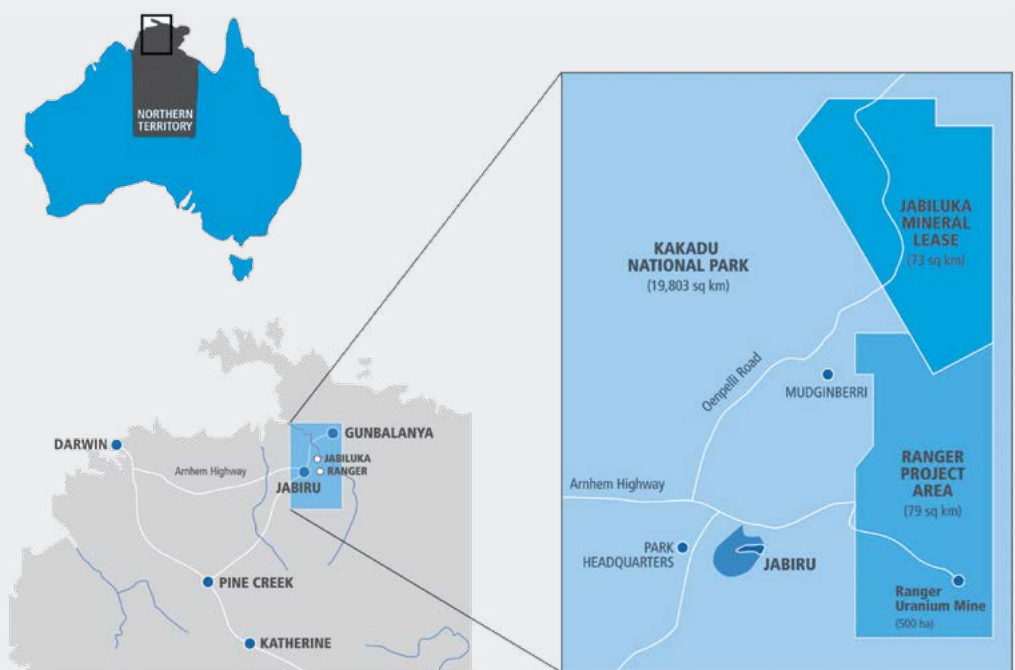 NORTHERN
TERRITORY
DARWIN
Arnhem Highway
GUNBALANYA
JABILUKA
RANGER
JABIRU
PINE CREEK
KATHERINE
KAKADU
NATIONAL PARK
(19,803 sq km)
JABILUKA
MINERAL
LEASE
(73 sq km)
Oenpelli Road
MUDGINBERRI
RANGER
PROJECT
AREA
(79 sq km)
Arnhem Highway
PARK
HEADQUARTERS
JABIRU
Ranger
Uranium Mine
(500 ha)